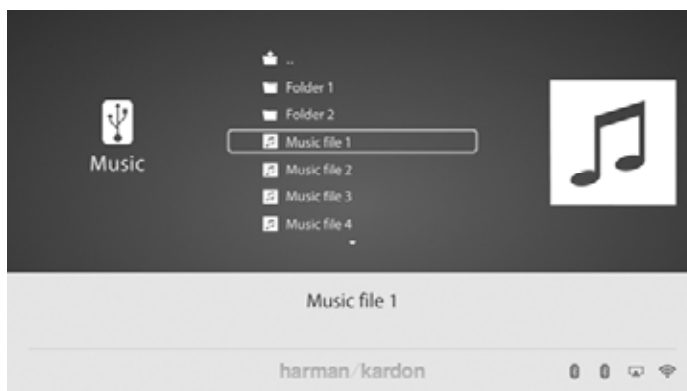 ..
Folder 1
Folder 2
Music
Music file 1
Music file 2
Music file 3
Music file 4
Music file 1
harman/kardon